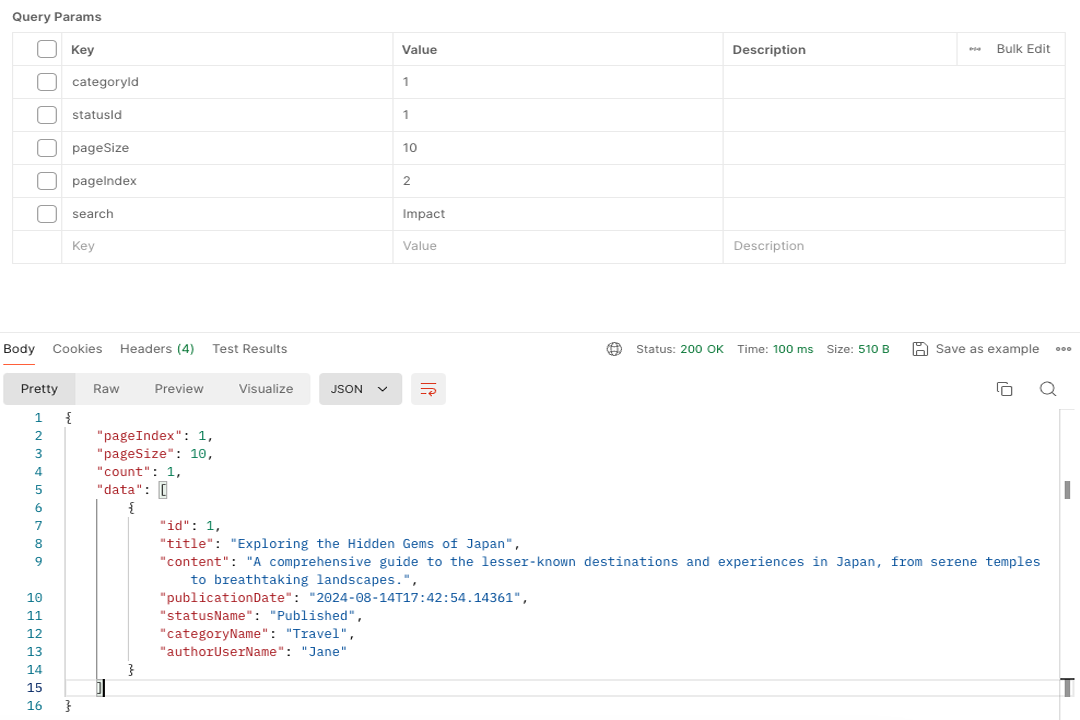 Query Params
Key Value Description Bulk Edit
categoryId 1
statusId 1
pageSize 10
pageIndex 2
search Impact
Key Value Description
Body Cookies Headers (4) Test Results Status: 200 OK Time: 100 ms Size: 510 B Save as example
Pretty Raw Preview Visualize JSON
1 {
2 "pageIndex": 1,
3 "pageSize": 10,
4 "count": 1,
5 "data": [
6 {
7 "id": 1,
8 "title": "Exploring the Hidden Gems of Japan",
9 "content": "A comprehensive guide to the lesser-known destinations and experiences in Japan, from serene temples
to breathtaking landscapes.",
10 "publicationDate": "2024-08-14T17:42:54.14361",
11 "statusName": "Published",
12 "categoryName": "Travel",
13 "authorUserName": "Jane"
14 }
15 ]
16 }